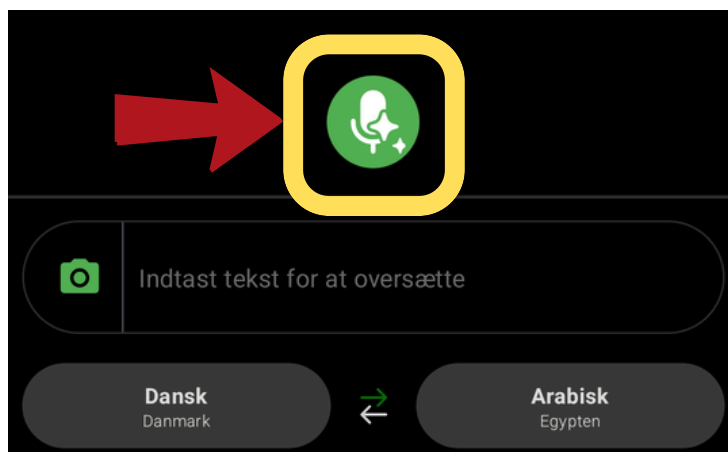 Indtast tekst for at oversætte
Dansk
Danmark
Arabisk
Egypten